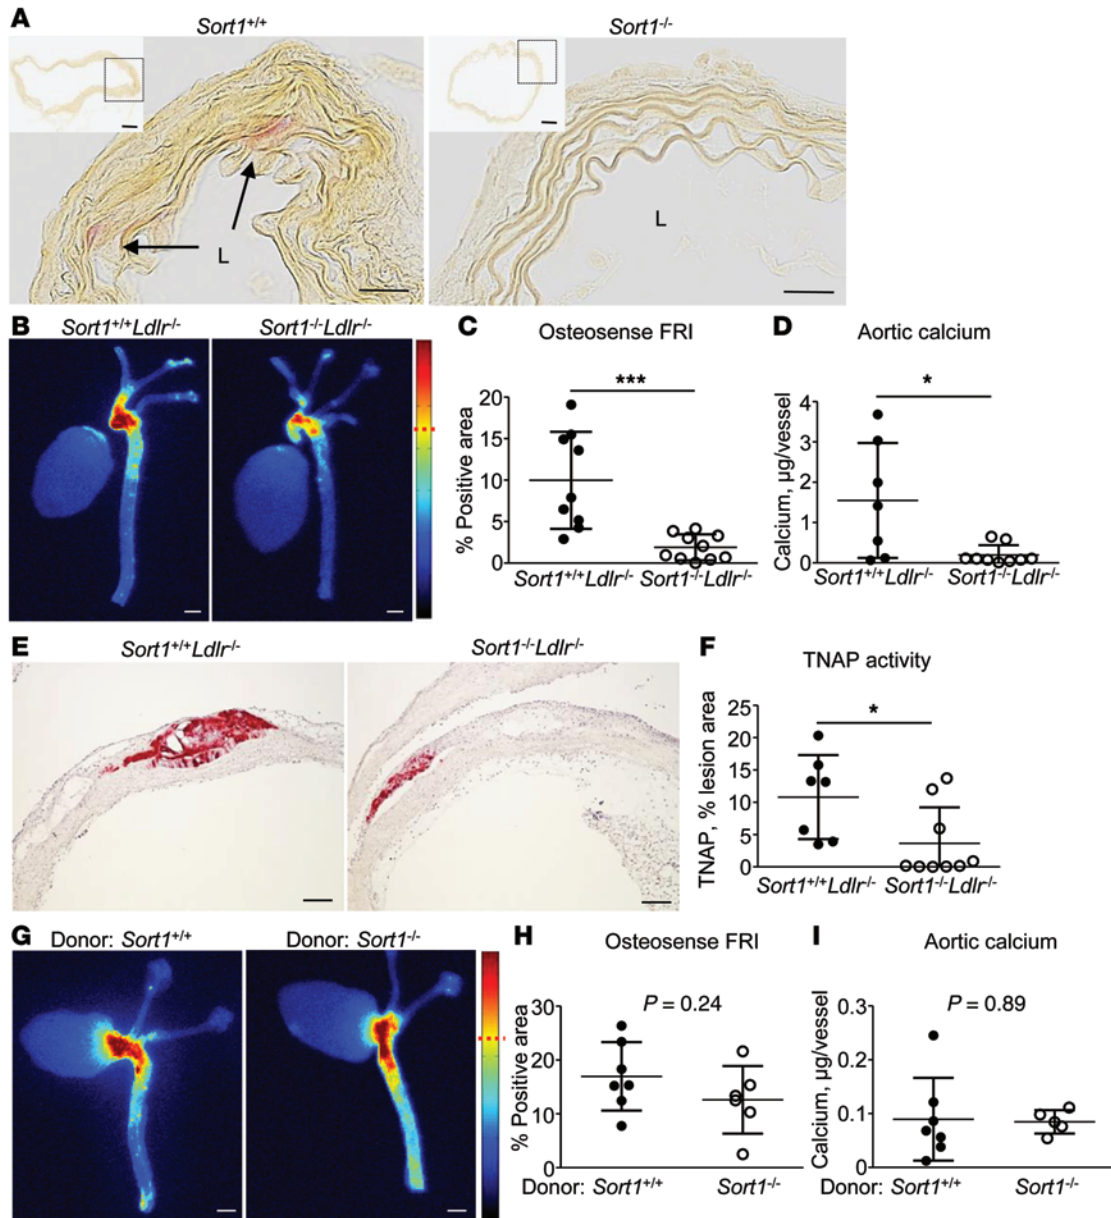 A
Sort1+/+
Sort1-/-
L
L
B
Sort1+/+Ldlr-/-
Sort1-/-Ldlr-/-
C
Osteosense FRI
***
% Positive area
20
15
10
5
0
Sort1+/+Ldlr-/-
Sort1-/-Ldlr-/-
D
Aortic calcium
*
Calcium, µg/vessel
4
3
2
1
0
Sort1+/+Ldlr-/-
Sort1-/-Ldlr-/-
E
Sort1+/+Ldlr-/-
Sort1-/-Ldlr-/-
F
TNAP activity
*
TNAP, % lesion area
25
20
15
10
5
0
Sort1+/+Ldlr-/-
Sort1-/-Ldlr-/-
G
Donor: Sort1+/+
Donor: Sort1-/-
H
Osteosense FRI
P = 0.24
% Positive area
30
20
10
0
Donor: Sort1+/+
Sort1-/-
I
Aortic calcium
P = 0.89
Calcium, µg/vessel
0.3
0.2
0.1
0
Donor: Sort1+/+
Sort1-/-